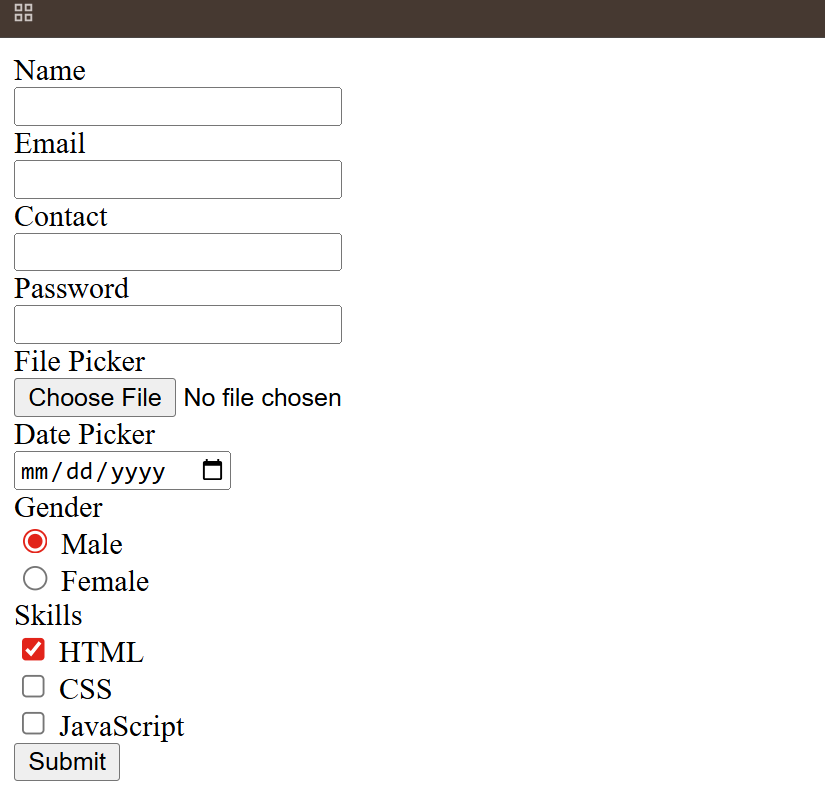 Name
Email
Contact
Password
File Picker
Choose File No file chosen
Date Picker
mm/dd/yyyy
Gender
Male
Female
Skills
HTML
CSS
JavaScript
Submit